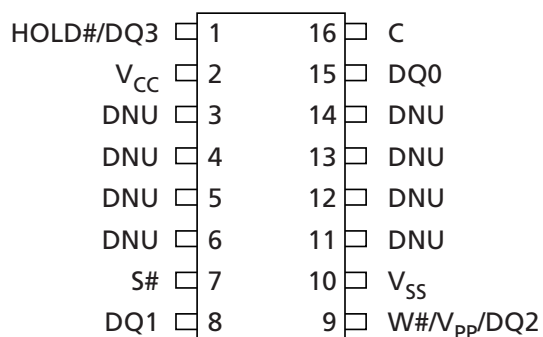 HOLD#/DQ3 1 16 C
VCC 2 15 DQ0
DNU 3 14 DNU
DNU 4 13 DNU
DNU 5 12 DNU
DNU 6 11 DNU
S# 7 10 VSS
DQ1 8 9 W#/VPP/DQ2